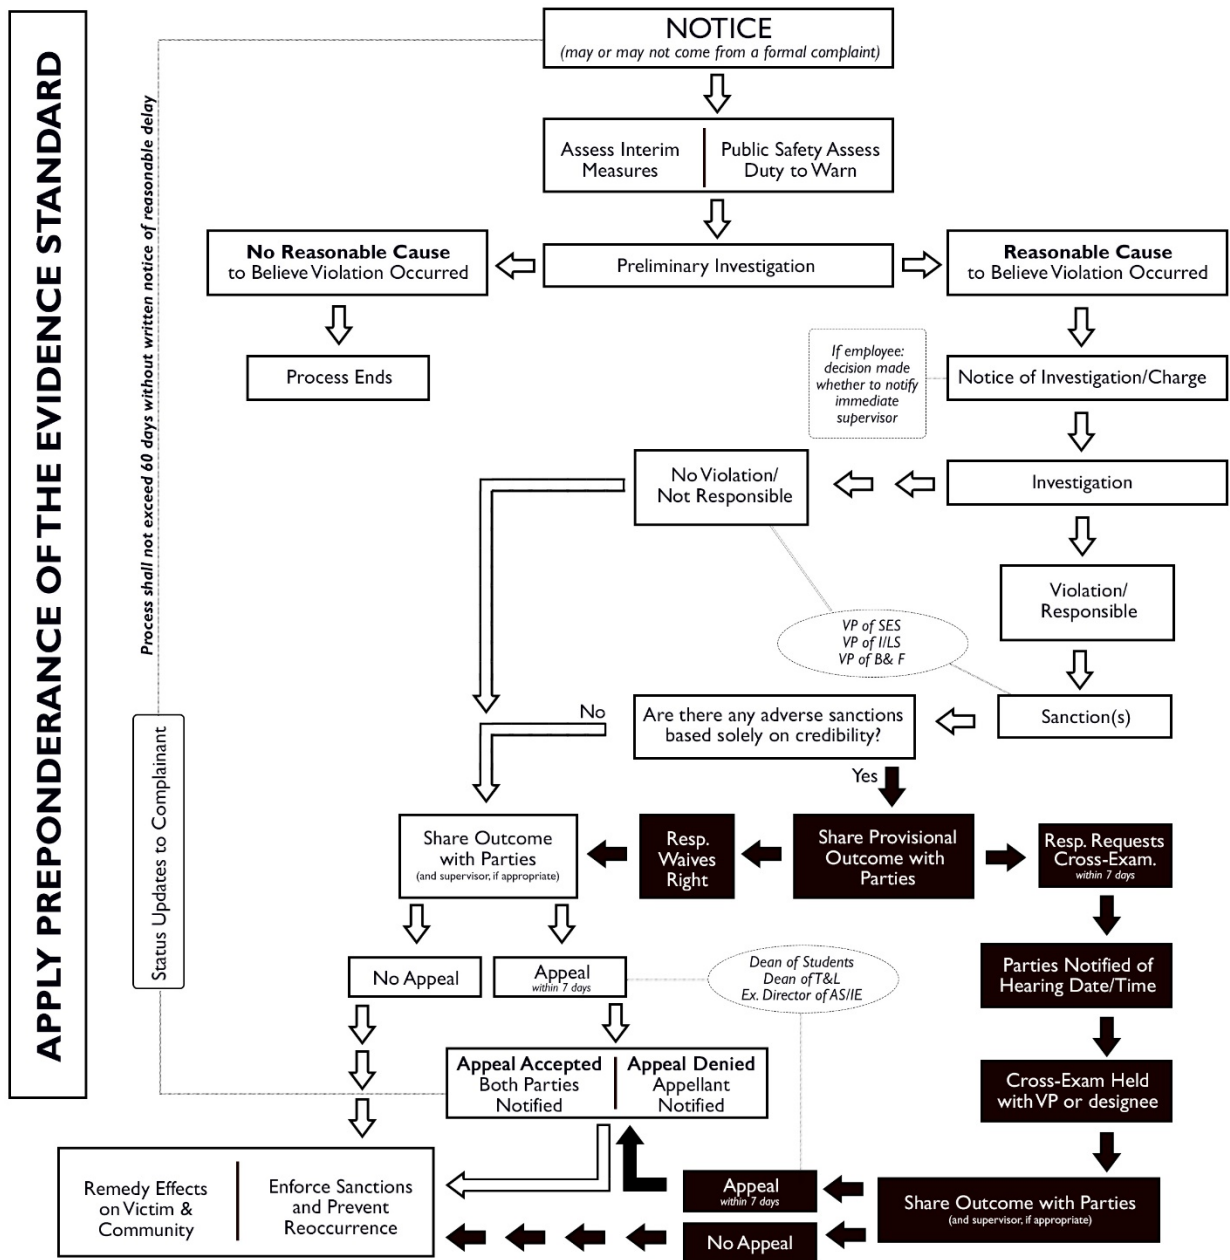 APPLY PREPONDERANCE OF THE EVIDENCE STANDARD
Process shall not exceed 60 days without written notice of reasonable delay
Status Updates to Complainant
NOTICE
(may or may not come from a formal complaint)
Assess Interim
Measures
Public Safety Assess
Duty to Warn
No Reasonable Cause
to Believe Violation Occurred
Preliminary Investigation
Reasonable Cause
to Believe Violation Occurred
Process Ends
If employee:
decision made
whether to notify
immediate
supervisor
Notice of Investigation/Charge
No Violation/
Not Responsible
Investigation
Violation/
Responsible
VP of SES
VP of I/LS
VP of B& F
No
Are there any adverse sanctions
based solely on credibility?
Sanction(s)
Yes
Share Outcome
with Parties
(and supervisor, if appropriate)
Resp.
Waives
Right
Share Provisional
Outcome with
Parties
Resp. Requests
Cross-Exam.
within 7 days
No Appeal
Appeal
within 7 days
Dean of Students
Dean of T&L
Ex. Director of AS/IE
Parties Notified of
Hearing Date/Time
Appeal Accepted
Both Parties
Notified
Appeal Denied
Appellant
Notified
Cross-Exam Held
with VP or designee
Remedy Effects
on Victim &
Community
Enforce Sanctions
and Prevent
Reoccurrence
Appeal
within 7 days
No Appeal
Share Outcome with Parties
(and supervisor, if appropriate)